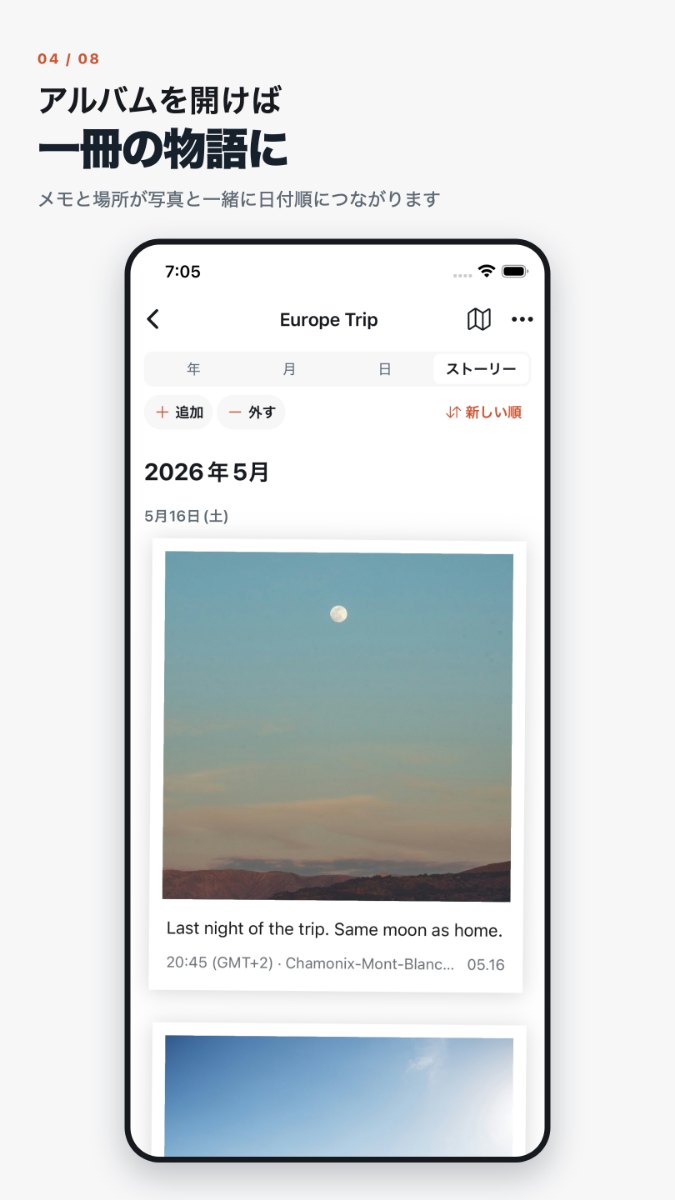 04 / 08
アルバムを開けば
一冊の物語に
メモと場所が写真と一緒に日付順につながります
7:05
Europe Trip
年 月 日 ストーリー
+ 追加 − 外す 新しい順
2026年5月
5月16日(土)
Last night of the trip. Same moon as home.
20:45 (GMT+2) · Chamonix-Mont-Blanc... 05.16